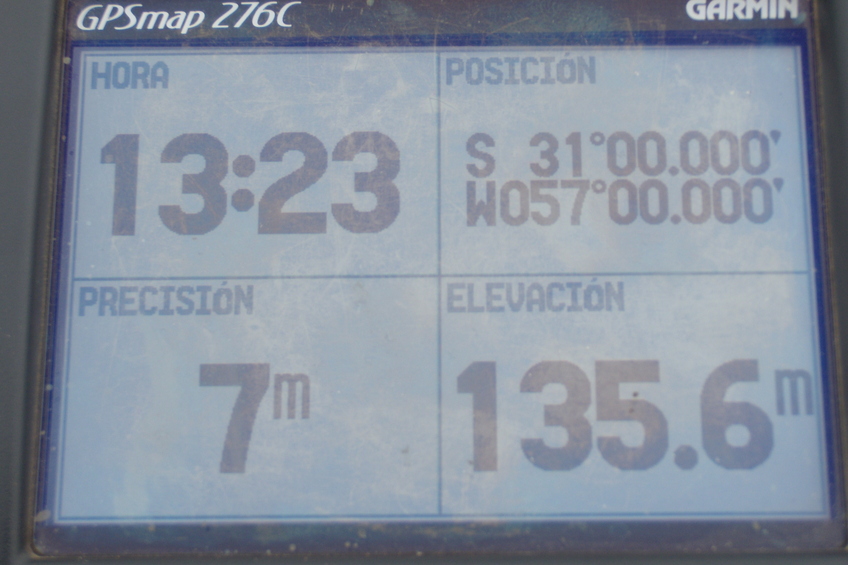 GPSmap 276C
GARMIN
HORA
13:23
POSICIÓN
S 31°00.000'
W057°00.000'
PRECISIÓN
7m
ELEVACIÓN
135.6m